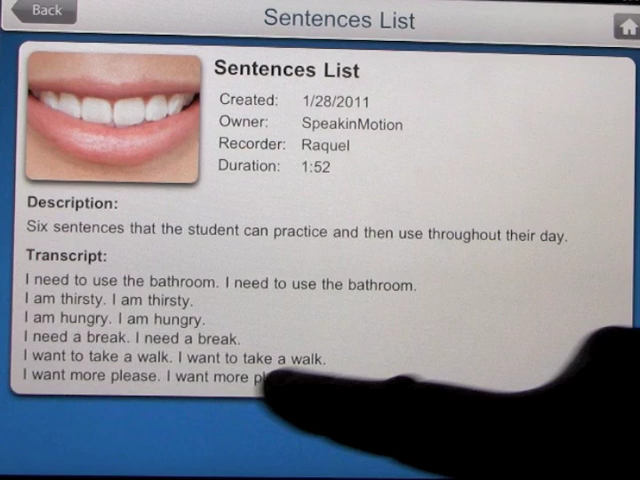 Back
Sentences List
Sentences List
Created: 1/28/2011
Owner: SpeakinMotion
Recorder: Raquel
Duration: 1:52
Description:
Six sentences that the student can practice and then use throughout their day.
Transcript:
I need to use the bathroom. I need to use the bathroom.
I am thirsty. I am thirsty.
I am hungry. I am hungry.
I need a break. I need a break.
I want to take a walk. I want to take a walk.
I want more please. I want more